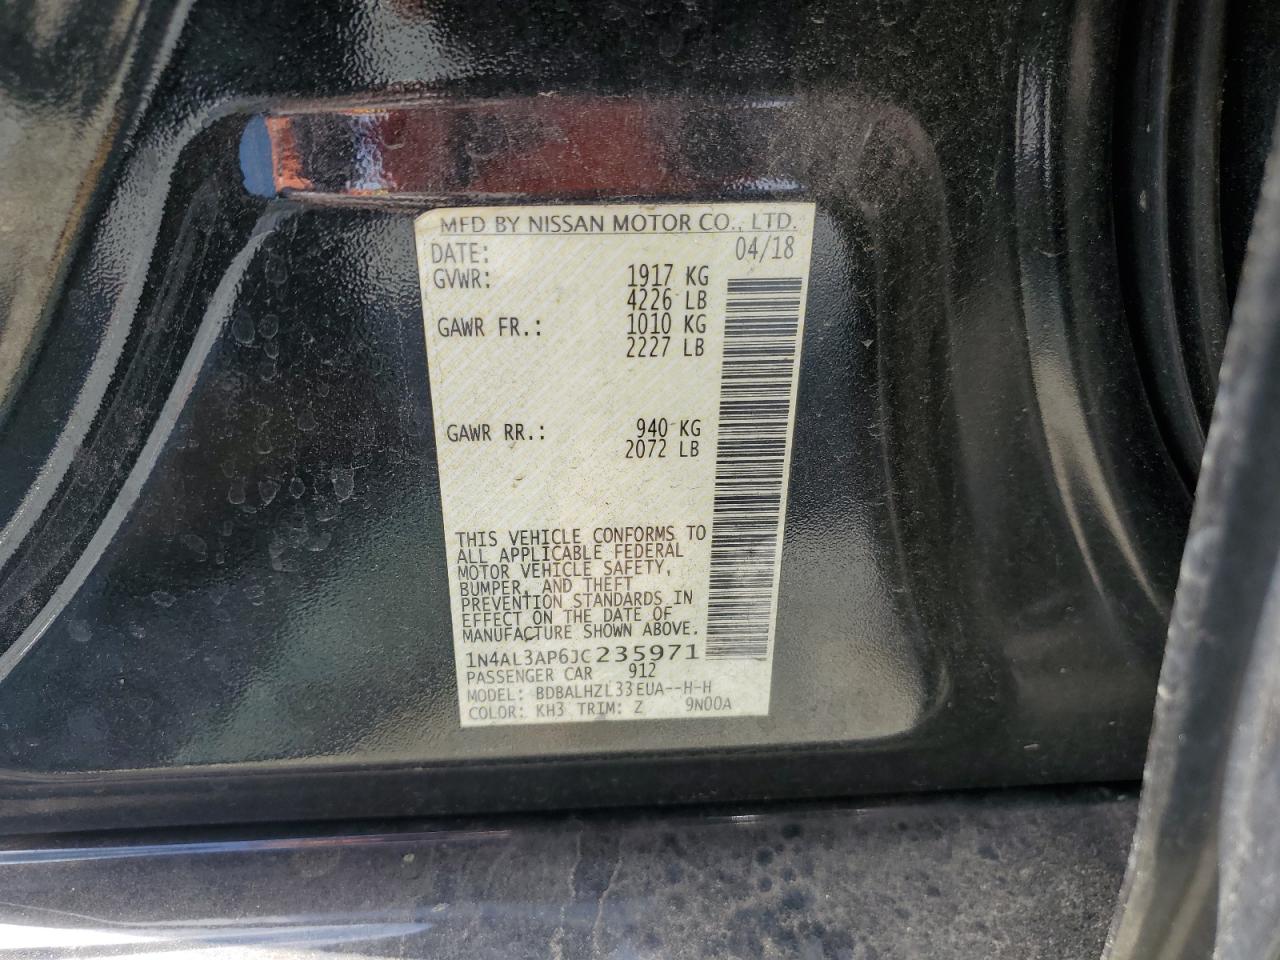 MFD BY NISSAN MOTOR CO., LTD.
DATE: 04/18
GVWR: 1917 KG
4226 LB
GAWR FR.: 1010 KG
2227 LB
GAWR RR.: 940 KG
2072 LB
THIS VEHICLE CONFORMS TO
ALL APPLICABLE FEDERAL
MOTOR VEHICLE SAFETY,
BUMPER, AND THEFT
PREVENTION STANDARDS IN
EFFECT ON THE DATE OF
MANUFACTURE SHOWN ABOVE.
1N4AL3AP6JC235971
PASSENGER CAR 912
MODEL: BDBALHZL33EUA--H-H
COLOR: KH3 TRIM: Z 9N00A